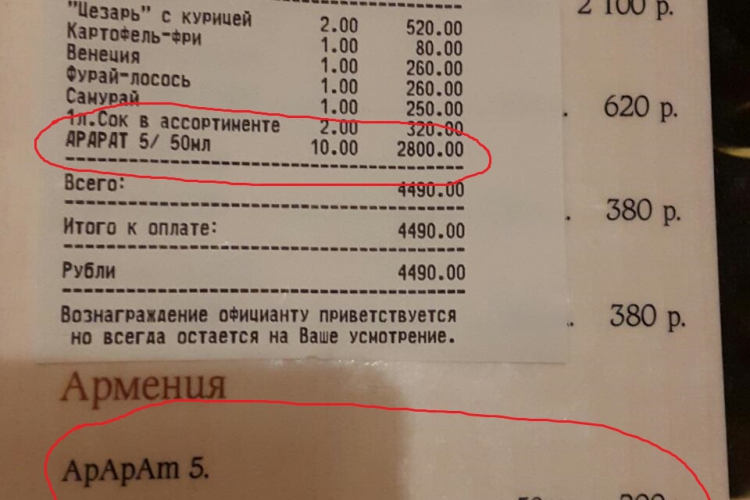 2 100 р.
"Цезарь" с курицей 2.00 520.00
Картофель-фри 1.00 80.00
Венеция 1.00 260.00
Фурай-лосось 1.00 260.00
Самурай 1.00 250.00
1л.Сок в ассортименте 2.00 320.00
АРАРАТ 5/ 50мл 10.00 2800.00
Всего: 4490.00
Итого к оплате: 4490.00
Рубли 4490.00
Вознаграждение официанту приветствуется
но всегда остается на Ваше усмотрение.
620 р.
380 р.
380 р.
Армения
АрАрАт 5.